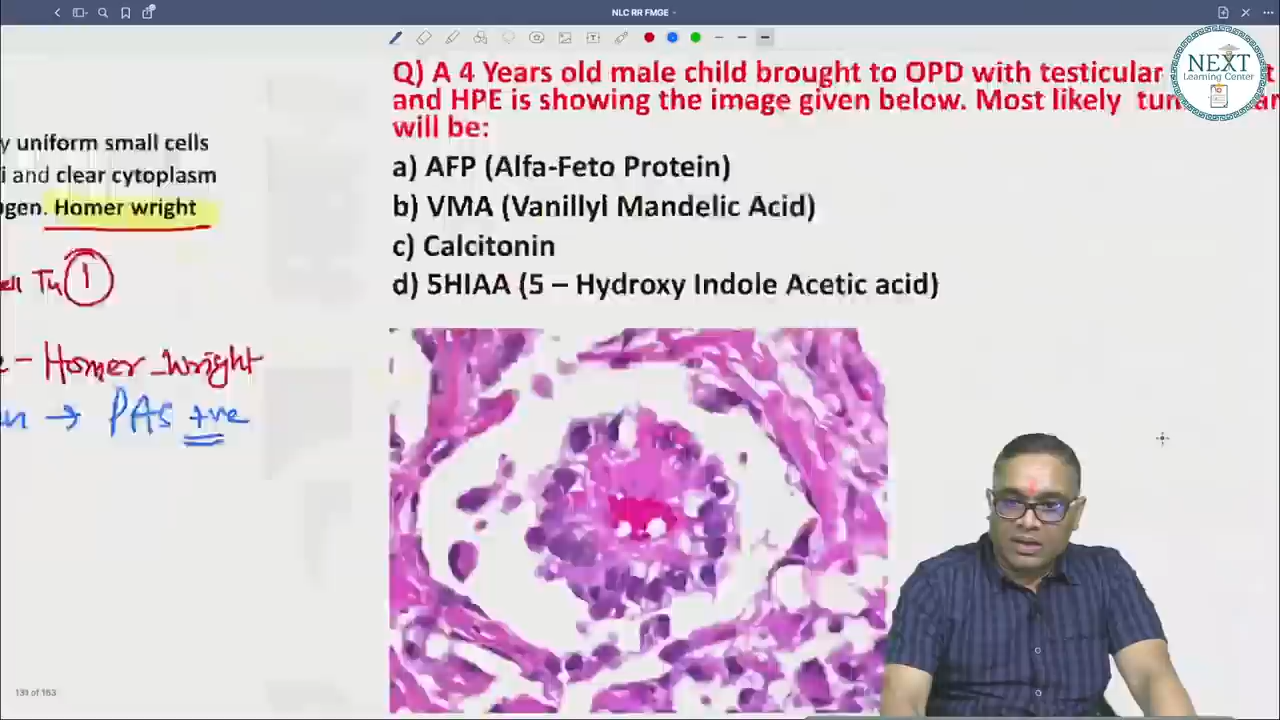 NLC RR FMGE
NEXT
Learning Center
Q) A 4 Years old male child brought to OPD with testicular
and HPE is showing the image given below. Most likely
will be:
a) AFP (Alfa-Feto Protein)
b) VMA (Vanillyl Mandelic Acid)
c) Calcitonin
d) 5HIAA (5 – Hydroxy Indole Acetic acid)
uniform small cells
and clear cytoplasm
Homer wright
Tu 1
- Homer Wright
→ PAS +ve
131 of 163